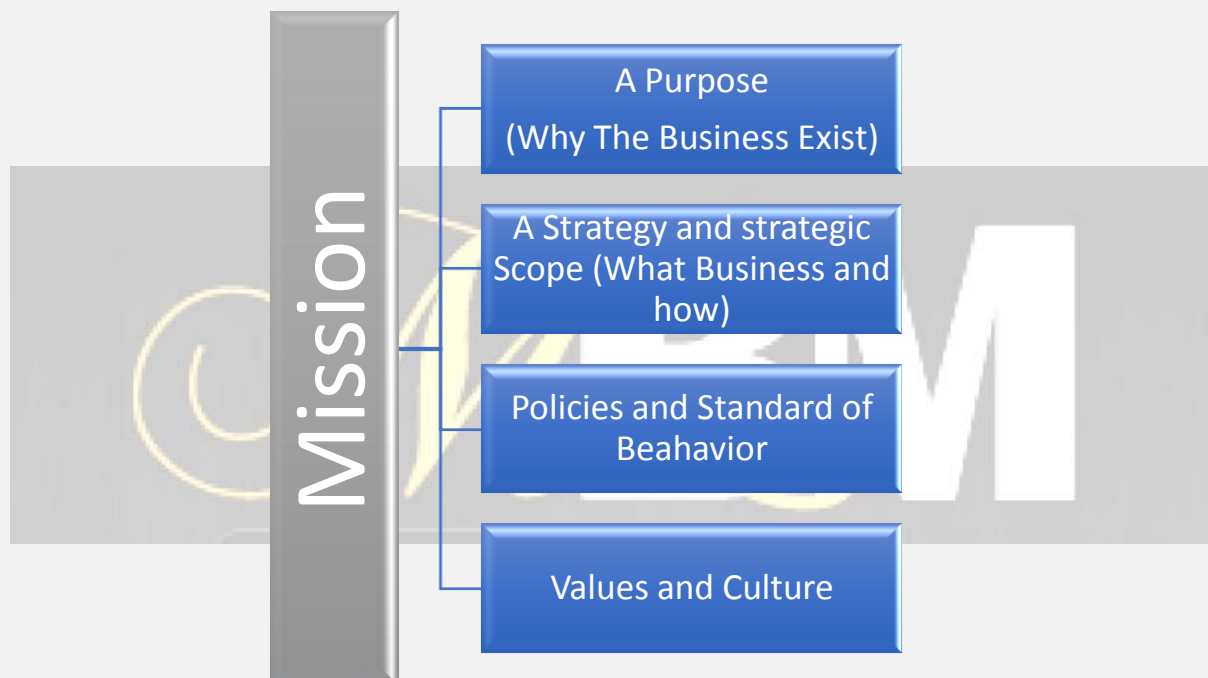 Mission
A Purpose
(Why The Business Exist)
A Strategy and strategic
Scope (What Business and
how)
Policies and Standard of
Beahavior
Values and Culture